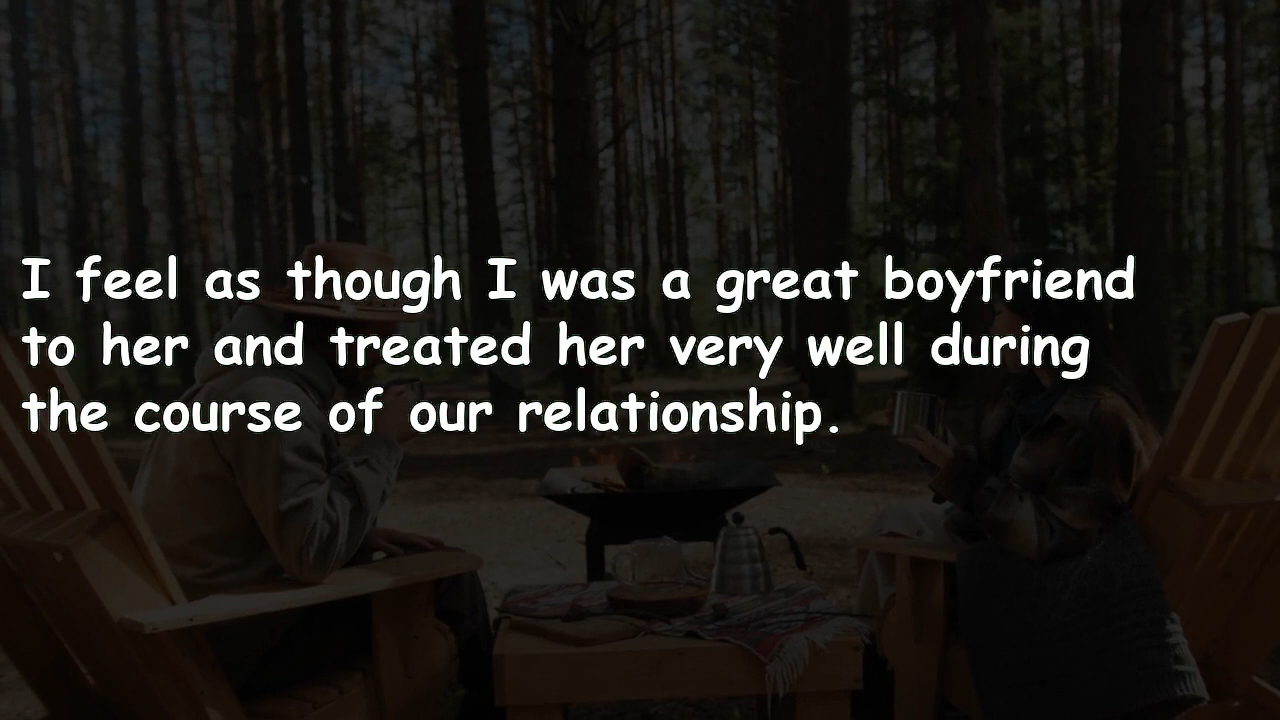 I feel as though I was a great boyfriend
to her and treated her very well during
the course of our relationship.